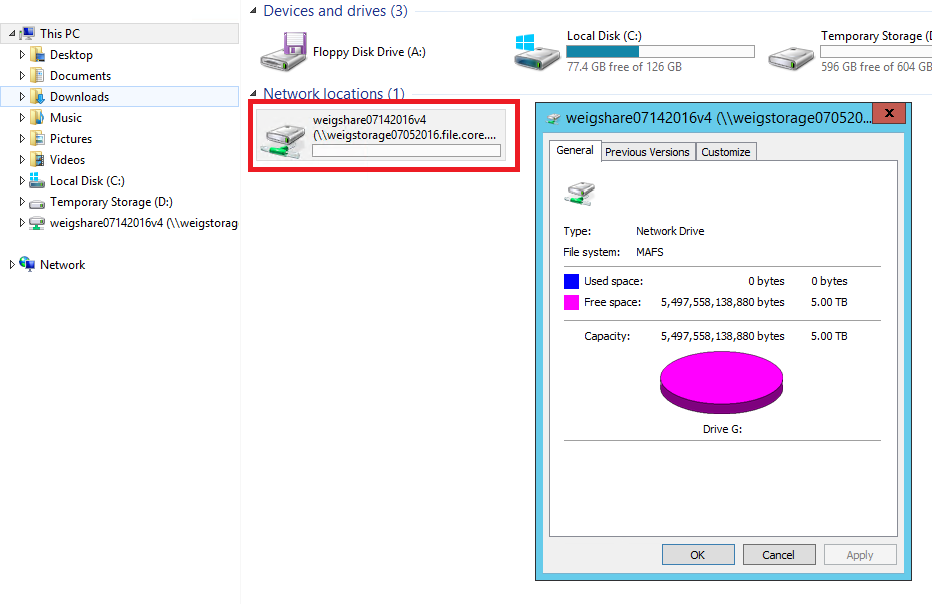 This PC
Desktop
Documents
Downloads
Music
Pictures
Videos
Local Disk (C:)
Temporary Storage (D:)
weigshare07142016v4 (\\weigstorag
Network
Devices and drives (3)
Floppy Disk Drive (A:)
Local Disk (C:)
77.4 GB free of 126 GB
Temporary Storage (D
596 GB free of 604 GB
Network locations (1)
weigshare07142016v4
(\\weigstorage07052016.file.core....
weigshare07142016v4 (\\weigstorage070520...
x
General Previous Versions Customize
Type: Network Drive
File system: MAFS
Used space: 0 bytes 0 bytes
Free space: 5,497,558,138,880 bytes 5.00 TB
Capacity: 5,497,558,138,880 bytes 5.00 TB
Drive G:
OK Cancel Apply